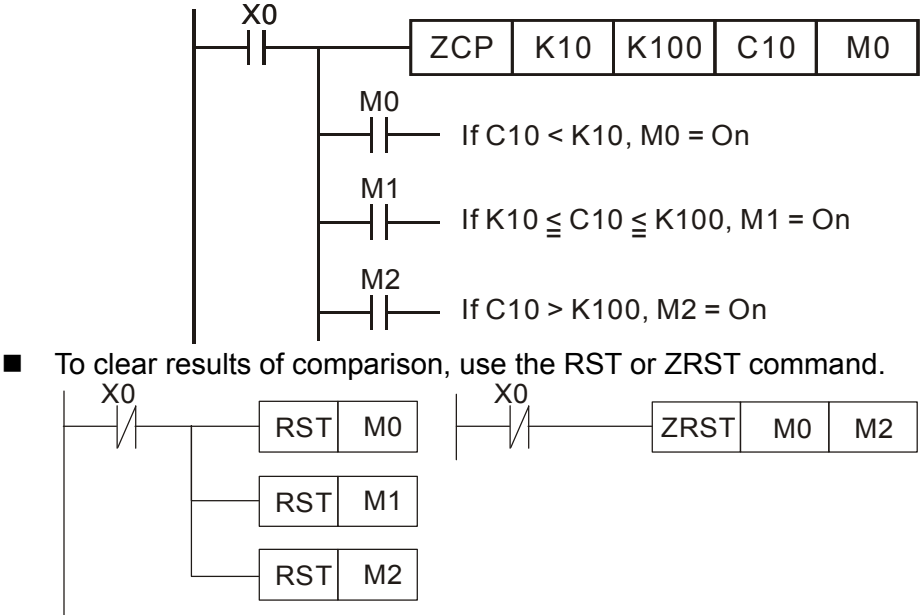 X0
ZCP K10 K100 C10 M0
M0
If C10 < K10, M0 = On
M1
If K10 ≦ C10 ≦ K100, M1 = On
M2
If C10 > K100, M2 = On
■ To clear results of comparison, use the RST or ZRST command.
X0 X0
RST M0 ZRST M0 M2
RST M1
RST M2